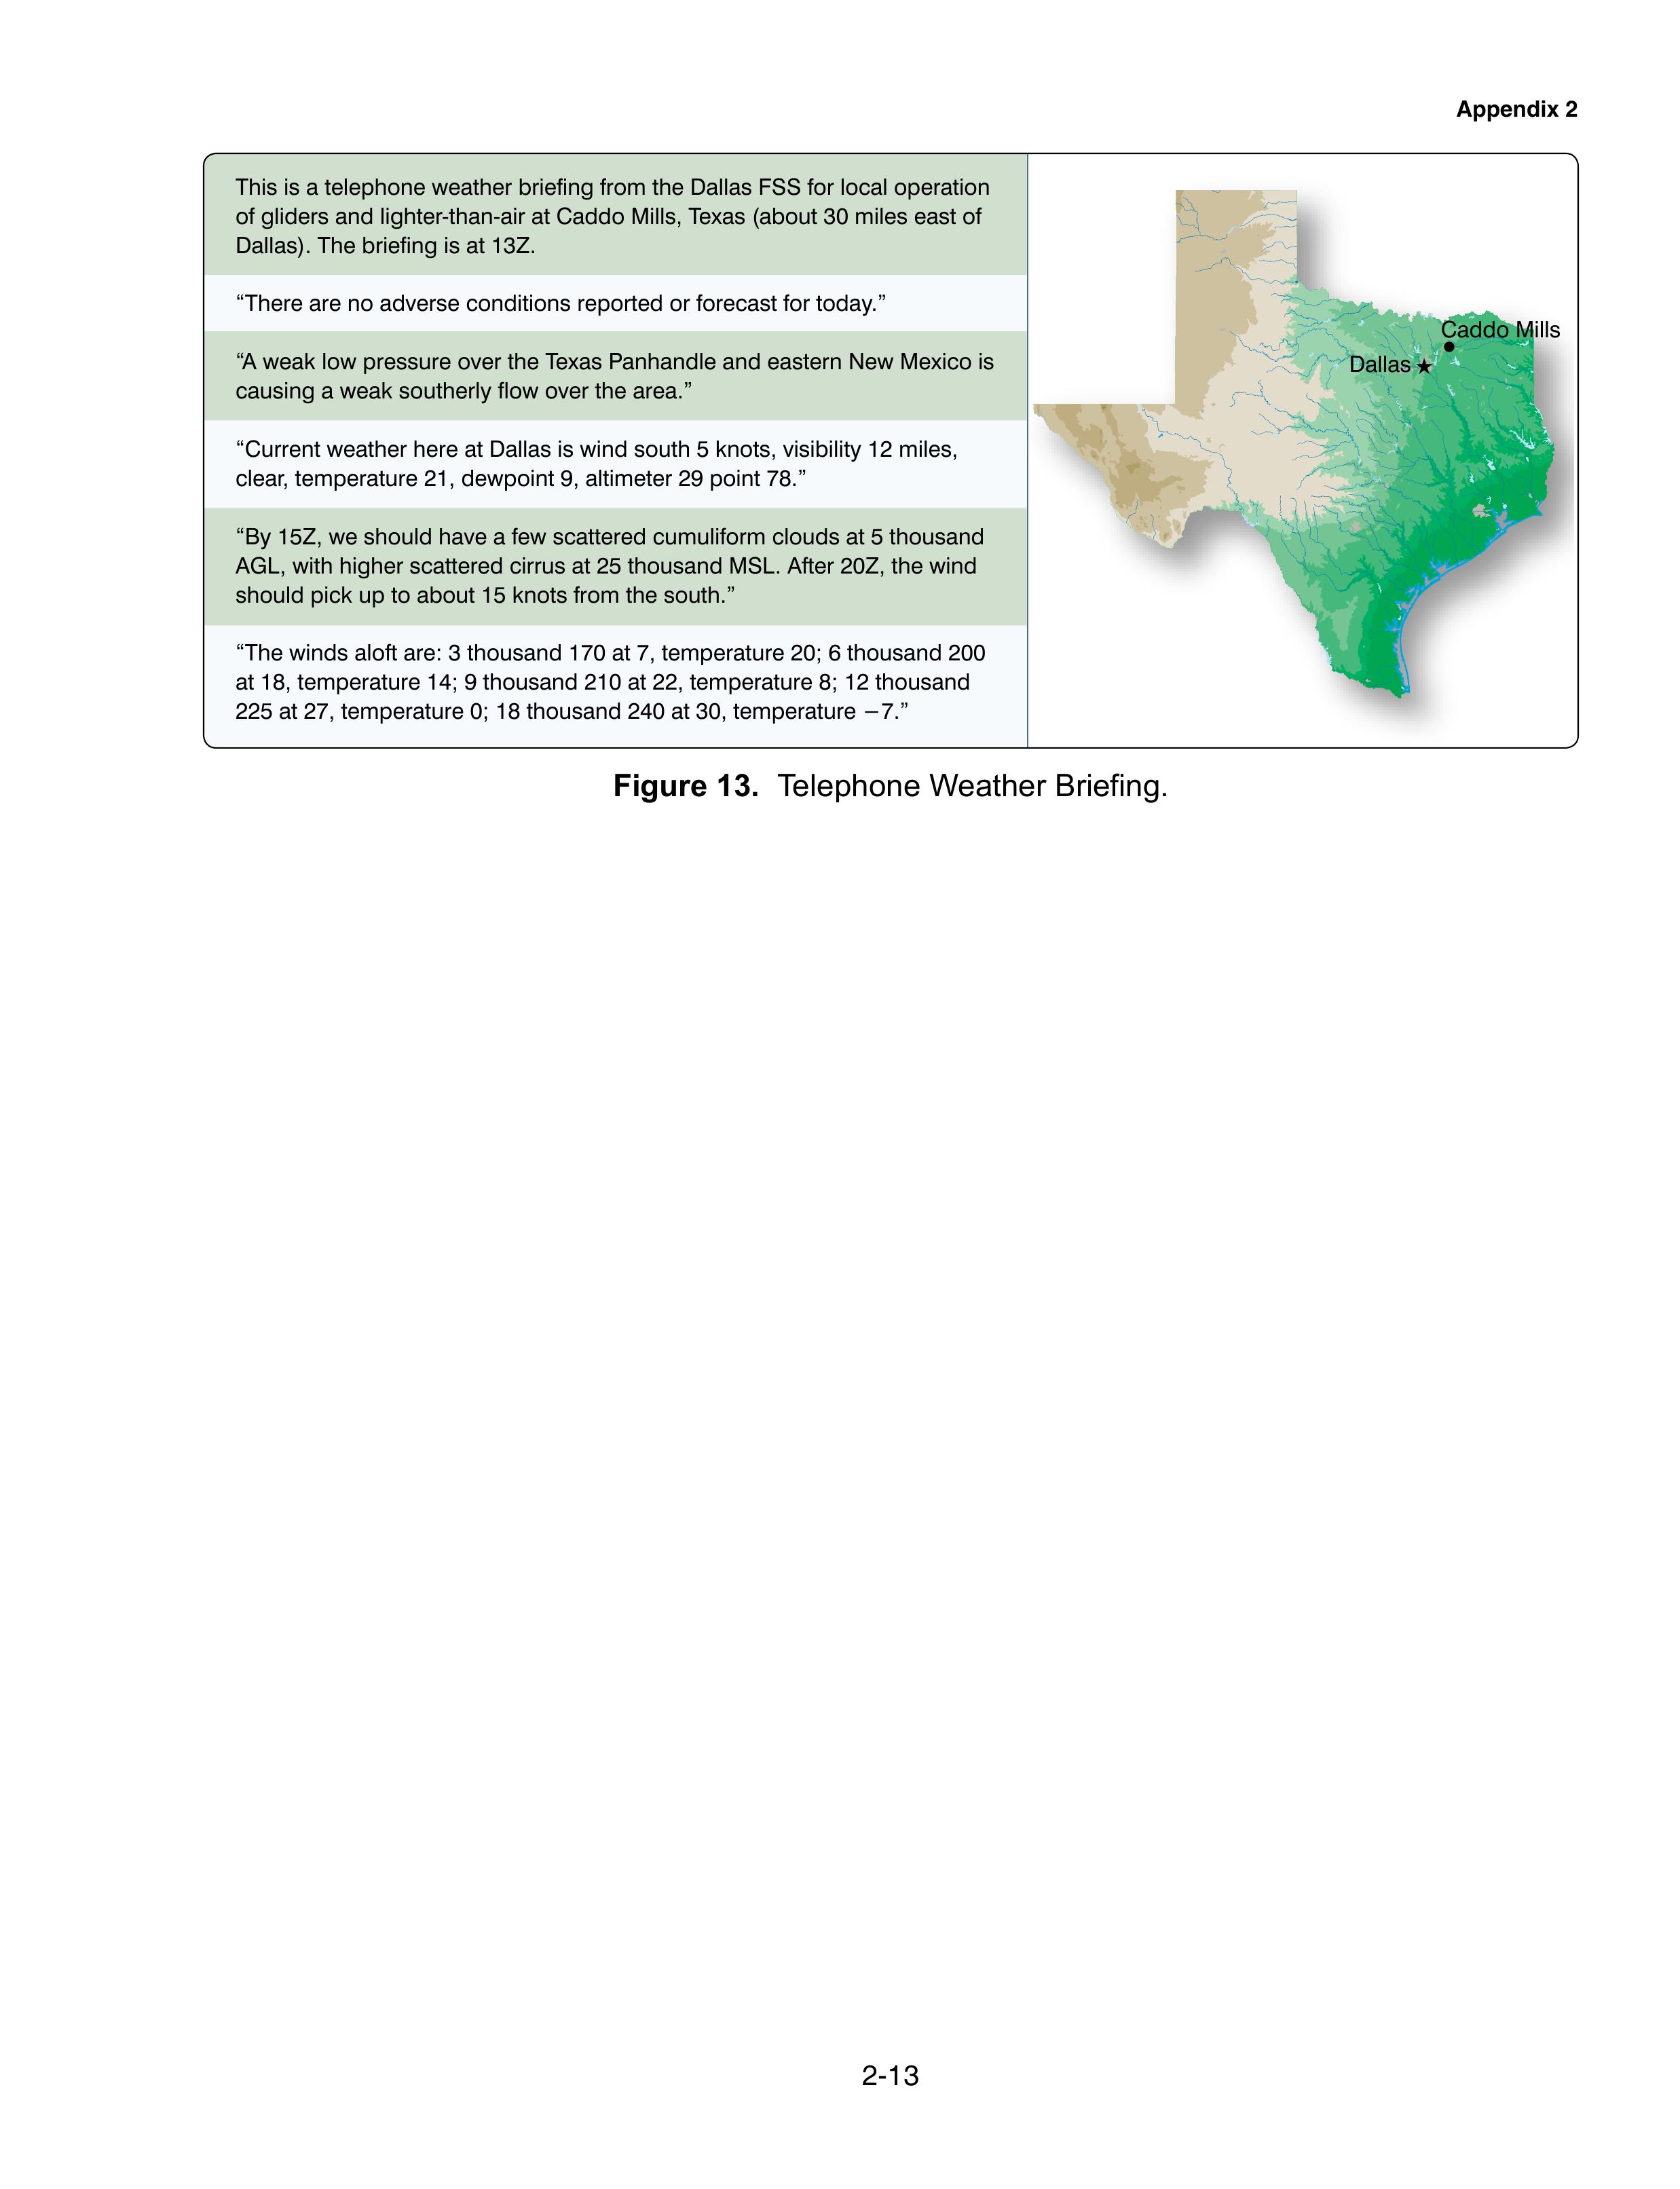 Appendix 2
This is a telephone weather briefing from the Dallas FSS for local operation
of gliders and lighter-than-air at Caddo Mills, Texas (about 30 miles east of
Dallas). The briefing is at 13Z.
“There are no adverse conditions reported or forecast for today.”
“A weak low pressure over the Texas Panhandle and eastern New Mexico is
causing a weak southerly flow over the area.”
“Current weather here at Dallas is wind south 5 knots, visibility 12 miles,
clear, temperature 21, dewpoint 9, altimeter 29 point 78.”
“By 15Z, we should have a few scattered cumuliform clouds at 5 thousand
AGL, with higher scattered cirrus at 25 thousand MSL. After 20Z, the wind
should pick up to about 15 knots from the south.”
“The winds aloft are: 3 thousand 170 at 7, temperature 20; 6 thousand 200
at 18, temperature 14; 9 thousand 210 at 22, temperature 8; 12 thousand
225 at 27, temperature 0; 18 thousand 240 at 30, temperature −7.”
Caddo Mills
Dallas
Figure 13. Telephone Weather Briefing.
2-13